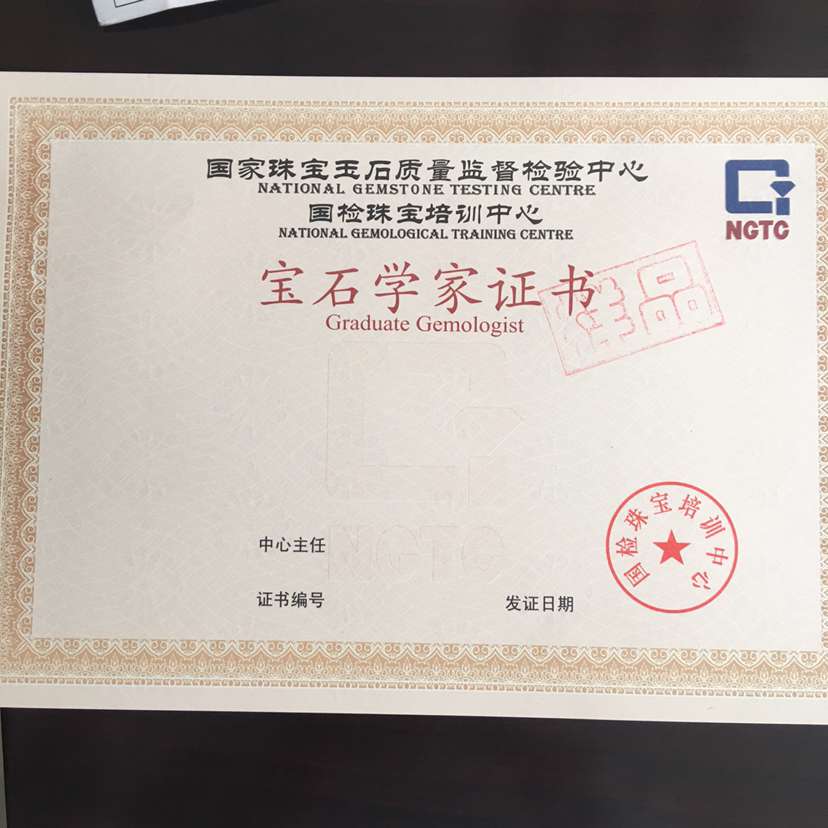 国家珠宝玉石质量监督检验中心
NATIONAL GEMSTONE TESTING CENTRE
国检珠宝培训中心
NATIONAL GEMOLOGICAL TRAINING CENTRE
NGTC
宝石学家证书
Graduate Gemologist
样品
NGTC
中心主任
国检珠宝培训中心
证书编号
发证日期